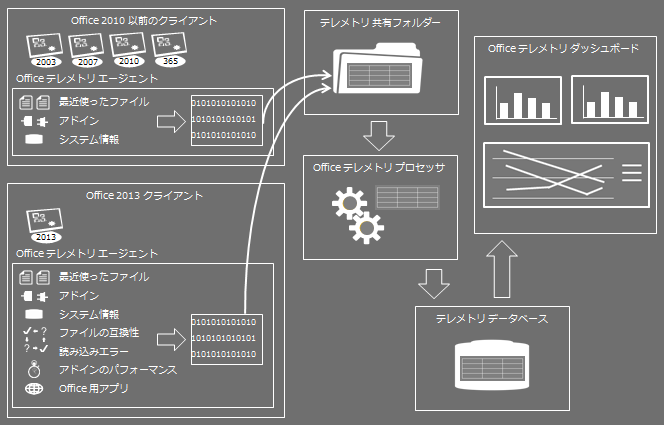 Office 2010 以前のクライアント
2003
2007
2010
365
Office テレメトリ エージェント
最近使ったファイル
アドイン
システム情報
0101010101010
1010101010101
0101010101010
Office 2013 クライアント
2013
Office テレメトリ エージェント
最近使ったファイル
アドイン
システム情報
ファイルの互換性
読み込みエラー
アドインのパフォーマンス
Office 用アプリ
0101010101010
1010101010101
0101010101010
テレメトリ共有フォルダー
Office テレメトリ プロセッサ
テレメトリ データベース
Office テレメトリ ダッシュボード